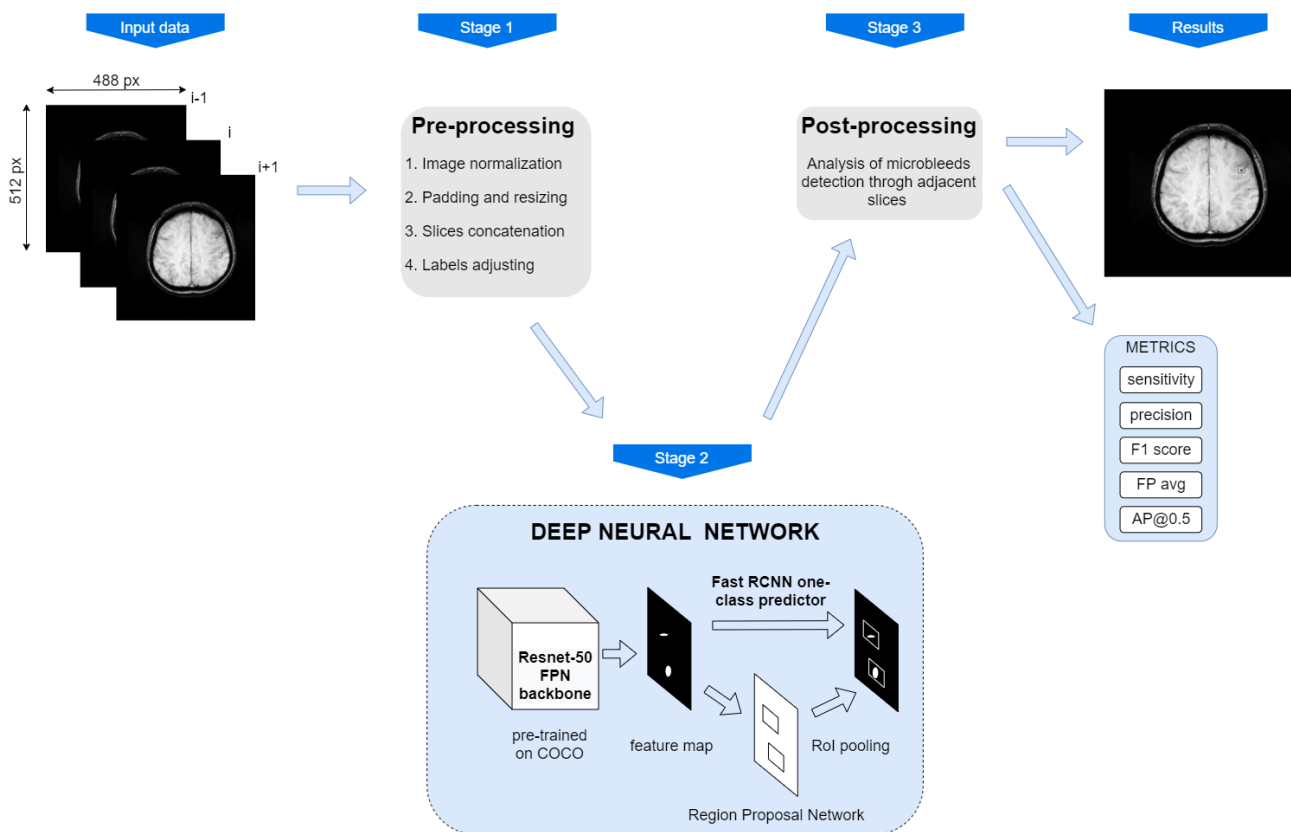 Input data
Stage 1
Stage 3
Results
488 px
i-1
i
i+1
512 px
Pre-processing
1. Image normalization
2. Padding and resizing
3. Slices concatenation
4. Labels adjusting
Post-processing
Analysis of microbleeds
detection throgh adjacent
slices
METRICS
sensitivity
precision
F1 score
FP avg
AP@0.5
Stage 2
DEEP NEURAL NETWORK
Fast RCNN one-
class predictor
Resnet-50
FPN
backbone
pre-trained
on COCO
feature map
RoI pooling
Region Proposal Network